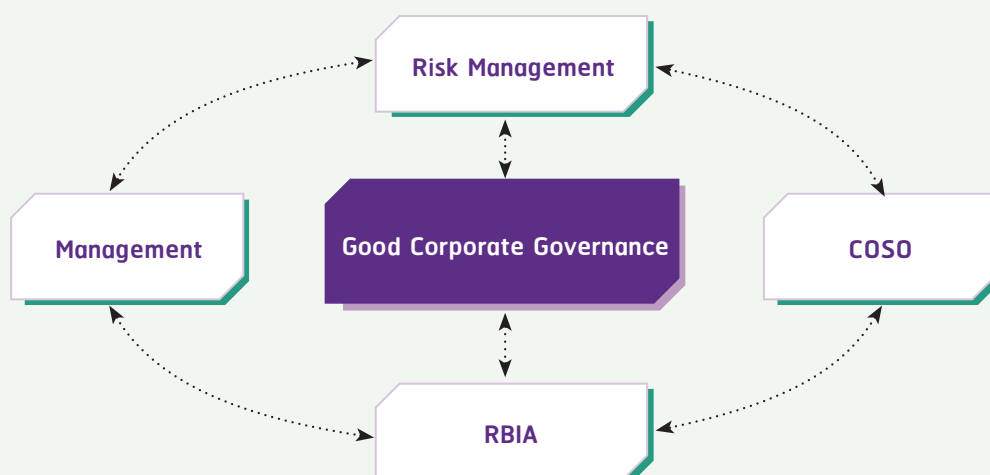 Risk Management
Management
Good Corporate Governance
COSO
RBIA